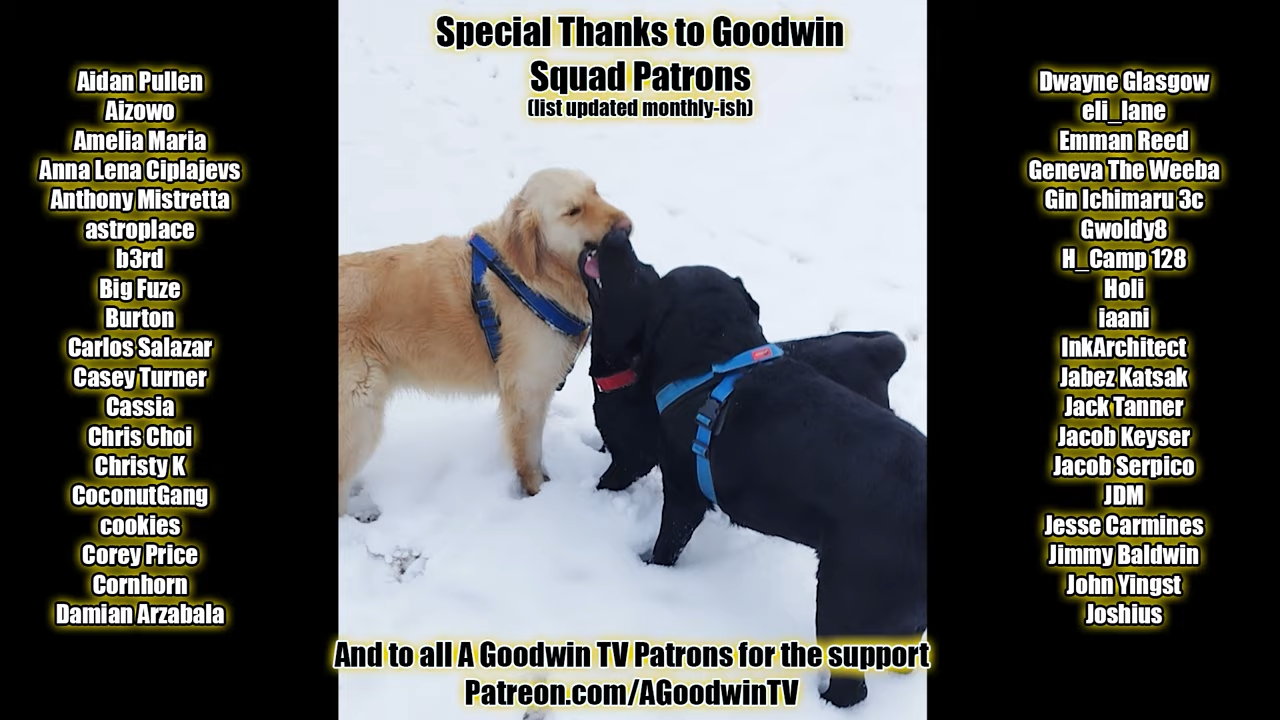 Special Thanks to Goodwin
Squad Patrons
(list updated monthly-ish)
Aidan Pullen
Aizowo
Amelia Maria
Anna Lena Ciplajevs
Anthony Mistretta
astroplace
b3rd
Big Fuze
Burton
Carlos Salazar
Casey Turner
Cassia
Chris Choi
Christy K
CoconutGang
cookies
Corey Price
Cornhorn
Damian Arzabala
Dwayne Glasgow
eli_lane
Emman Reed
Geneva The Weeba
Gin Ichimaru 3c
Gwoldy8
H_Camp 128
Holi
iaani
InkArchitect
Jabez Katsak
Jack Tanner
Jacob Keyser
Jacob Serpico
JDM
Jesse Carmines
Jimmy Baldwin
John Yingst
Joshius
And to all A Goodwin TV Patrons for the support
Patreon.com/AGoodwinTV